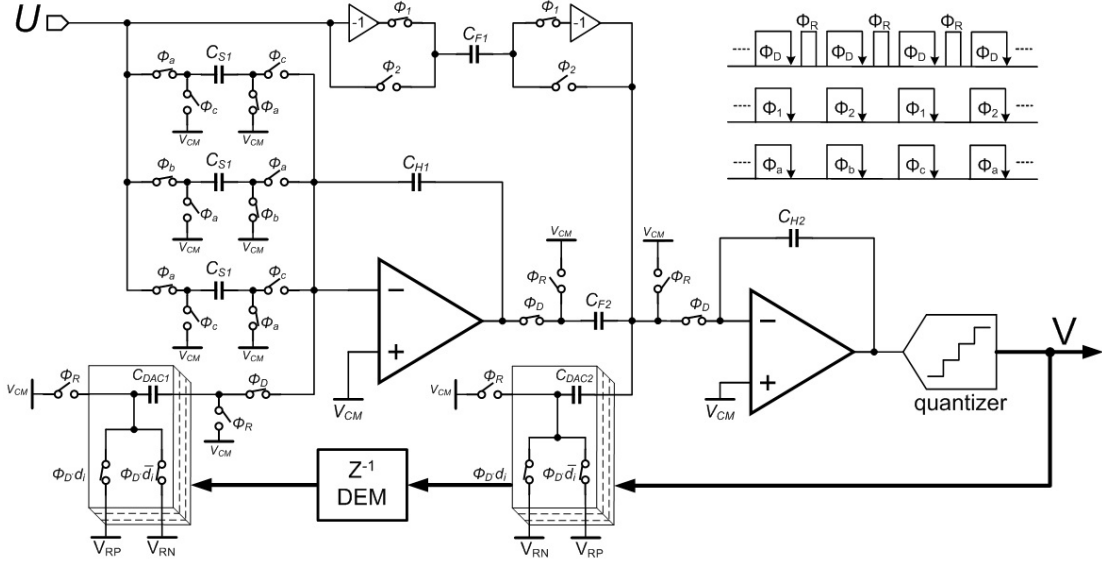 U
-1
Φ1
CF1
Φ1
-1
Φ2
Φ2
Φa
CS1
Φc
Φc
Φa
VCM
VCM
Φb
CS1
Φa
Φa
Φb
VCM
VCM
Φa
CS1
Φc
Φc
Φa
VCM
VCM
CH1
−
+
VCM
VCM
ΦR
ΦD
CF2
VCM
ΦR
ΦD
CH2
−
+
VCM
quantizer
V
ΦR ΦR ΦR
ΦD ΦD ΦD ΦD
Φ1 Φ2 Φ1 Φ2
Φa Φb Φc Φa
VCM
ΦR
CDAC1
ΦD
ΦR
VCM
ΦD·di
ΦD·d̅i
VRP
VRN
Z-1
DEM
VCM
ΦR
CDAC2
ΦD·di
ΦD·d̅i
VRN
VRP